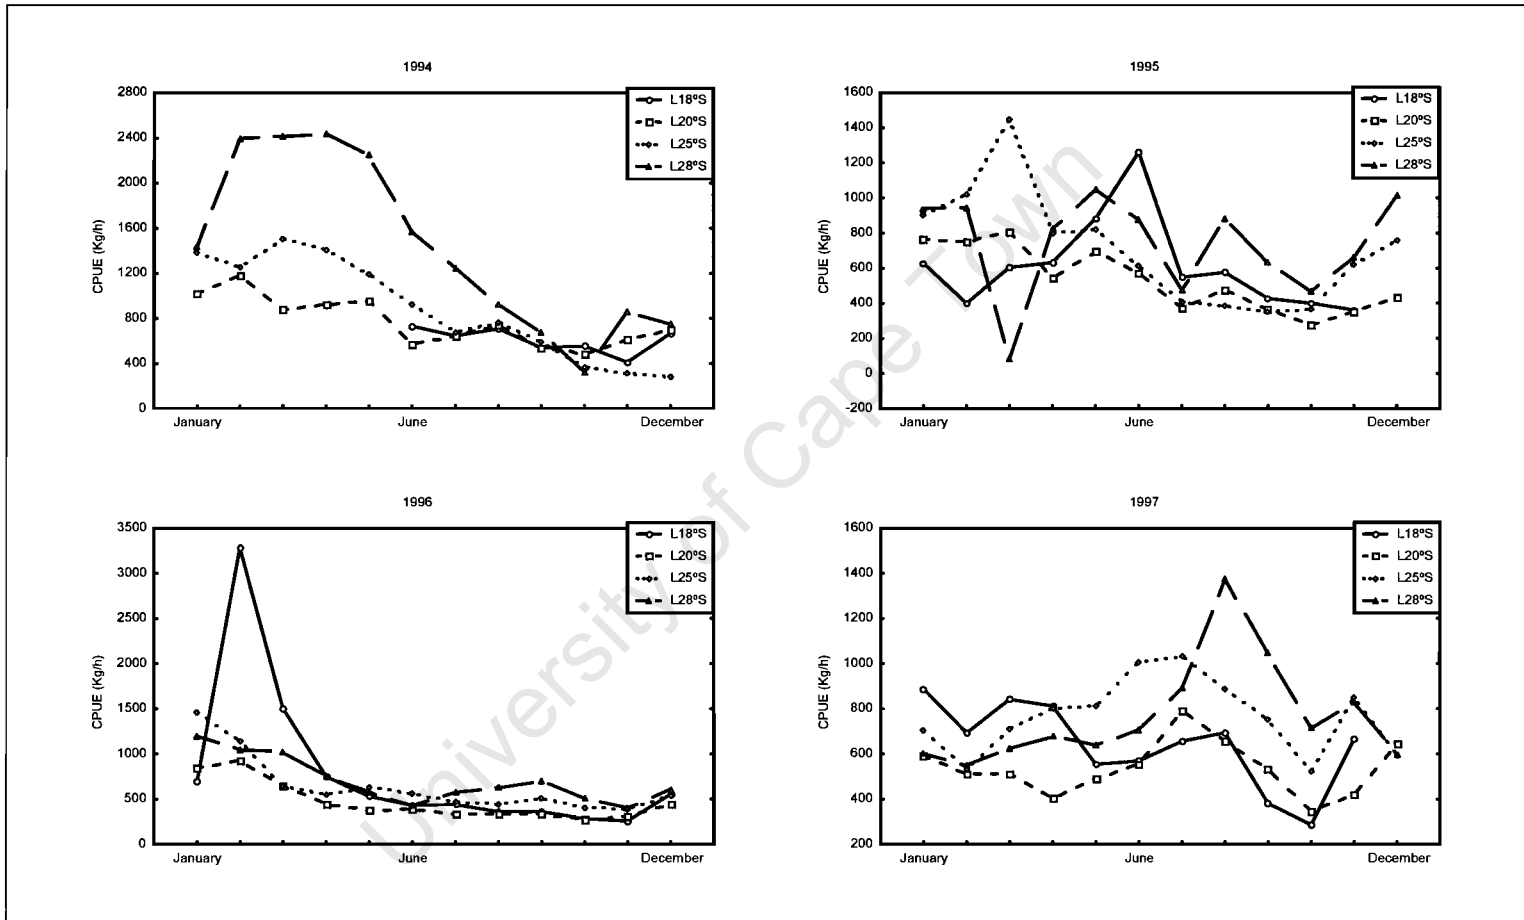 1994
2800
2400
2000
1600
1200
800
400
0
CPUE (Kg/h)
L18ºS
L20ºS
L25ºS
L28ºS
January
June
December
1995
1600
1400
1200
1000
800
600
400
200
0
-200
CPUE (Kg/h)
L18ºS
L20ºS
L25ºS
L28ºS
January
June
December
1996
3500
3000
2500
2000
1500
1000
500
0
CPUE (Kg/h)
L18ºS
L20ºS
L25ºS
L28ºS
January
June
December
1997
1600
1400
1200
1000
800
600
400
200
CPUE (Kg/h)
L18ºS
L20ºS
L25ºS
L28ºS
January
June
December
University of Cape Town